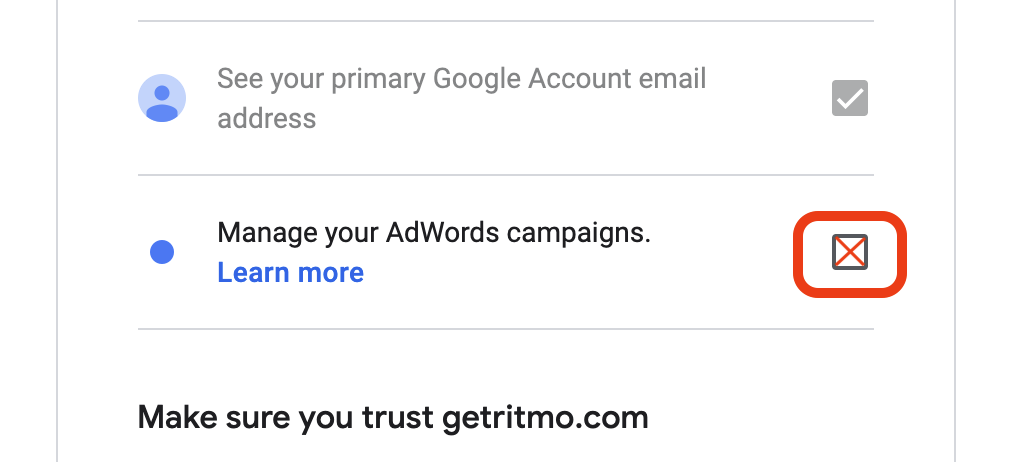 See your primary Google Account email
address
Manage your AdWords campaigns.
Learn more
Make sure you trust getritmo.com